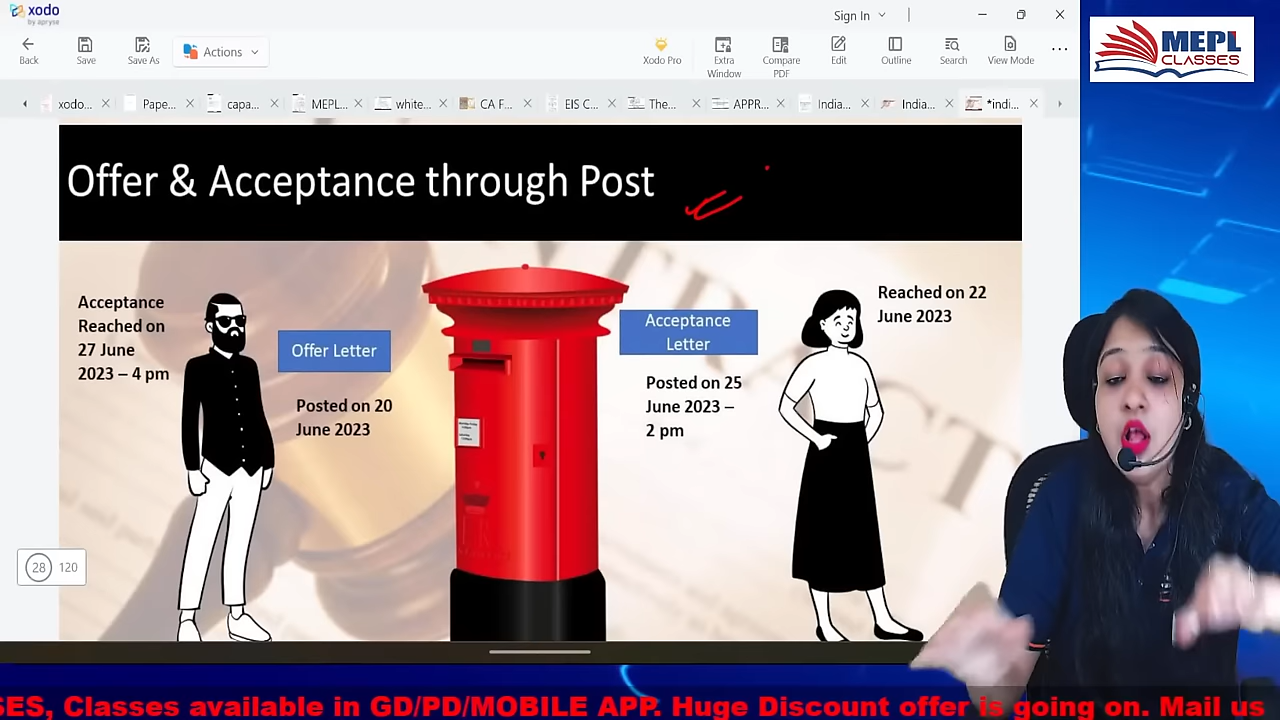 xodo
by apryse
Sign In
Back
Save
Save As
Actions
Xodo Pro
Extra Window
Compare PDF
Edit
Outline
Search
View Mode
xodo...
Pape...
capa...
MEPL...
white...
CA F...
EIS C...
The...
APPR...
India...
India...
*indi...
MEPL
CLASSES
Offer & Acceptance through Post
Acceptance
Reached on
27 June
2023 – 4 pm
Offer Letter
Posted on 20
June 2023
Acceptance
Letter
Posted on 25
June 2023 –
2 pm
Reached on 22
June 2023
28 120
SES, Classes available in GD/PD/MOBILE APP. Huge Discount offer is going on. Mail us